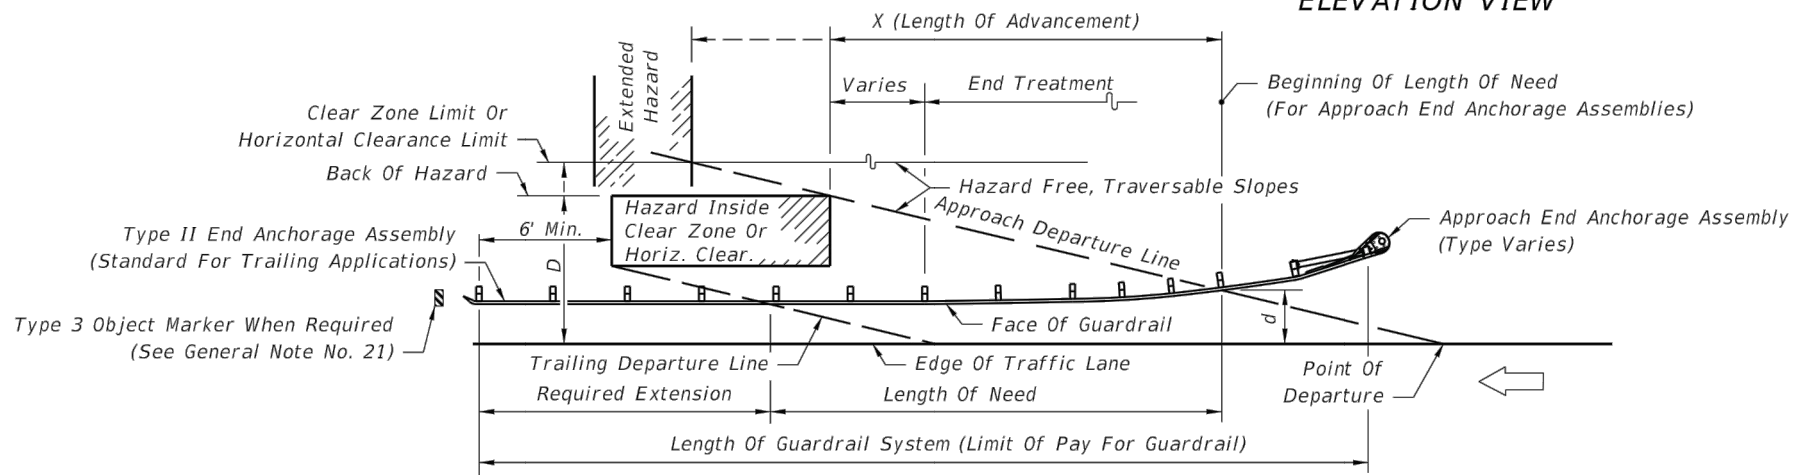 ELEVATION VIEW
X (Length Of Advancement)
Extended
Hazard
Varies
End Treatment
Beginning Of Length Of Need
(For Approach End Anchorage Assemblies)
Clear Zone Limit Or
Horizontal Clearance Limit
Back Of Hazard
Hazard Free, Traversable Slopes
Approach Departure Line
Hazard Inside
Clear Zone Or
Horiz. Clear.
6' Min.
D
Type II End Anchorage Assembly
(Standard For Trailing Applications)
Approach End Anchorage Assembly
(Type Varies)
Type 3 Object Marker When Required
(See General Note No. 21)
Face Of Guardrail
d
Trailing Departure Line
Edge Of Traffic Lane
Point Of
Departure
Required Extension
Length Of Need
Length Of Guardrail System (Limit Of Pay For Guardrail)